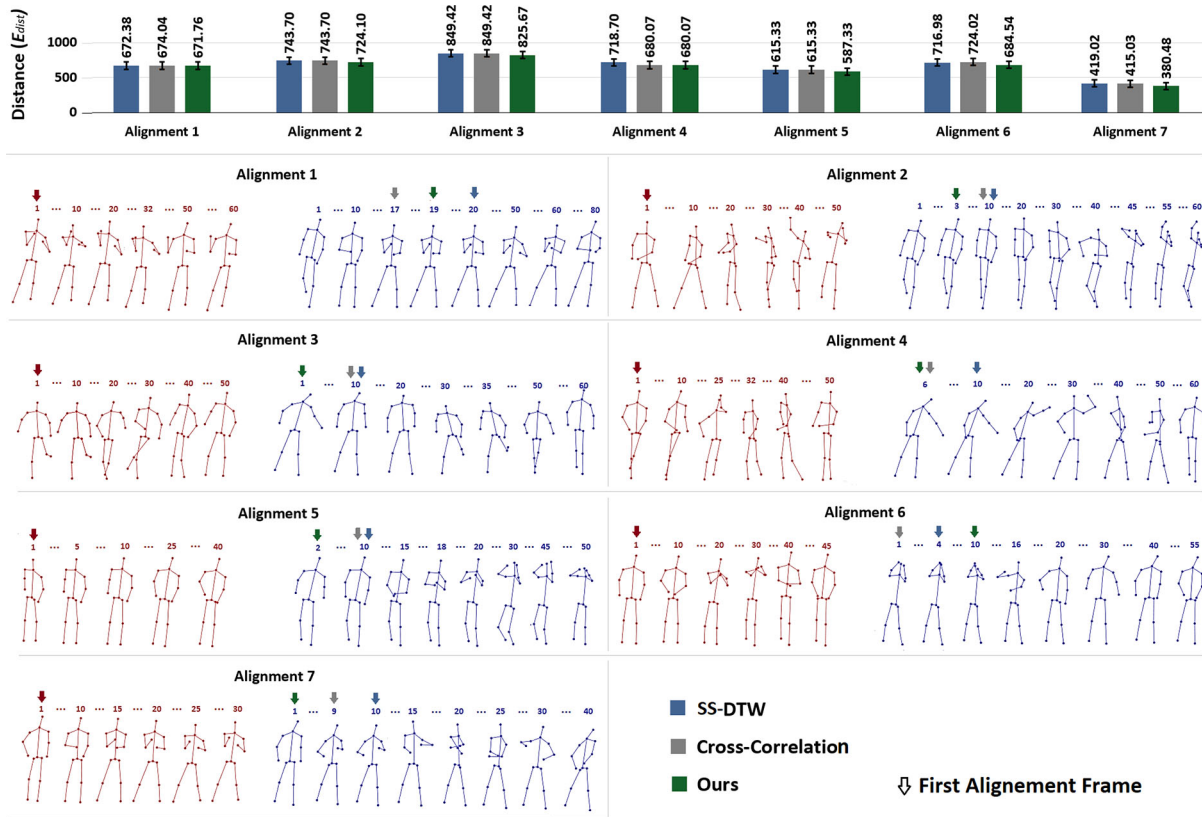 Distance (Edist)
1000
500
0
672.38 674.04 671.76
743.70 743.70 724.10
849.42 849.42 825.67
718.70 680.07 680.07
615.33 615.33 587.33
716.98 724.02 684.54
419.02 415.03 380.48
Alignment 1 Alignment 2 Alignment 3 Alignment 4 Alignment 5 Alignment 6 Alignment 7
Alignment 1
1 ... 10 ... 20 ... 32 ... 50 ... 60
1 ... 10 ... 17 ... 19 ... 20 ... 50 ... 60 ... 80
Alignment 2
1 ... 10 ... 20 ... 30 ... 40 ... 50
1 ... 3 ... 10 ... 20 ... 30 ... 40 ... 45 ... 55 ... 60
Alignment 3
1 ... 10 ... 20 ... 30 ... 40 ... 50
1 ... 10 ... 20 ... 30 ... 35 ... 50 ... 60
Alignment 4
1 ... 10 ... 25 ... 32 ... 40 ... 50
6 ... 10 ... 20 ... 30 ... 40 ... 50 ... 60
Alignment 5
1 ... 5 ... 10 ... 25 ... 40
2 ... 10 ... 15 ... 18 ... 20 ... 30 ... 45 ... 50
Alignment 6
1 ... 10 ... 20 ... 30 ... 40 ... 45
1 ... 4 ... 10 ... 16 ... 20 ... 30 ... 40 ... 55
Alignment 7
1 ... 10 ... 15 ... 20 ... 25 ... 30
1 ... 9 ... 10 ... 15 ... 20 ... 25 ... 30 ... 40
SS-DTW
Cross-Correlation
Ours
First Alignement Frame